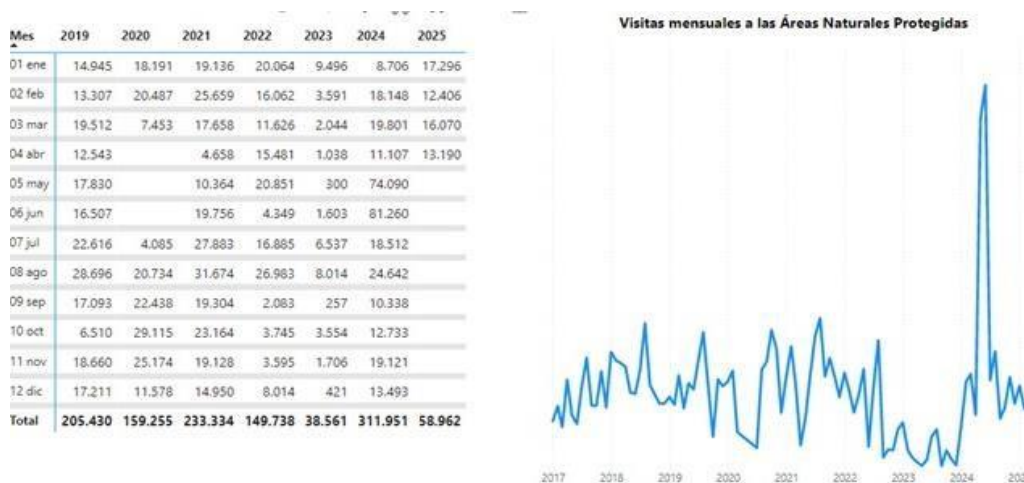 Mes 2019 2020 2021 2022 2023 2024 2025
01 ene 14.945 18.191 19.136 20.064 9.496 8.706 17.296
02 feb 13.307 20.487 25.659 16.062 3.591 18.148 12.406
03 mar 19.512 7.453 17.658 11.626 2.044 19.801 16.070
04 abr 12.543 4.658 15.481 1.038 11.107 13.190
05 may 17.830 10.364 20.851 300 74.090
06 jun 16.507 19.756 4.349 1.603 81.260
07 jul 22.616 4.085 27.883 16.885 6.537 18.512
08 ago 28.696 20.734 31.674 26.983 8.014 24.642
09 sep 17.093 22.438 19.304 2.083 257 10.338
10 oct 6.510 29.115 23.164 3.745 3.554 12.733
11 nov 18.660 25.174 19.128 3.595 1.706 19.121
12 dic 17.211 11.578 14.950 8.014 421 13.493
Total 205.430 159.255 233.334 149.738 38.561 311.951 58.962
Visitas mensuales a las Áreas Naturales Protegidas
2017 2018 2019 2020 2021 2022 2023 2024